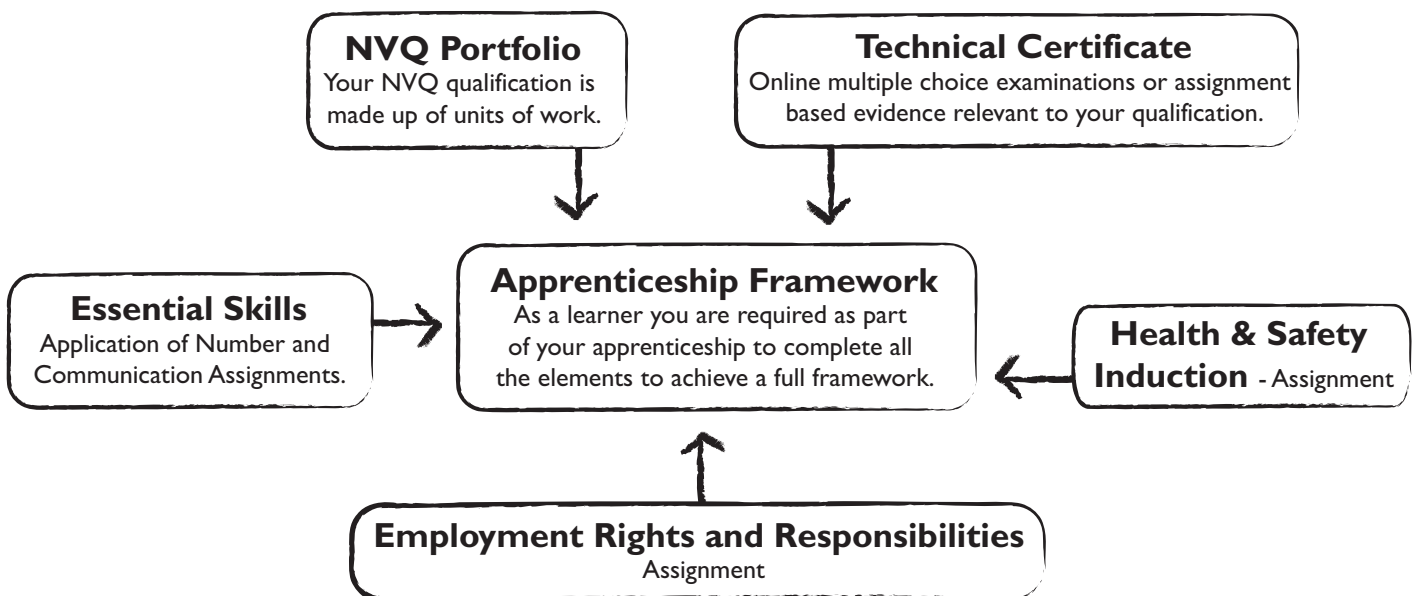 NVQ Portfolio
Your NVQ qualification is
made up of units of work.
Technical Certificate
Online multiple choice examinations or assignment
based evidence relevant to your qualification.
Essential Skills
Application of Number and
Communication Assignments.
Apprenticeship Framework
As a learner you are required as part
of your apprenticeship to complete all
the elements to achieve a full framework.
Health & Safety
Induction - Assignment
Employment Rights and Responsibilities
Assignment